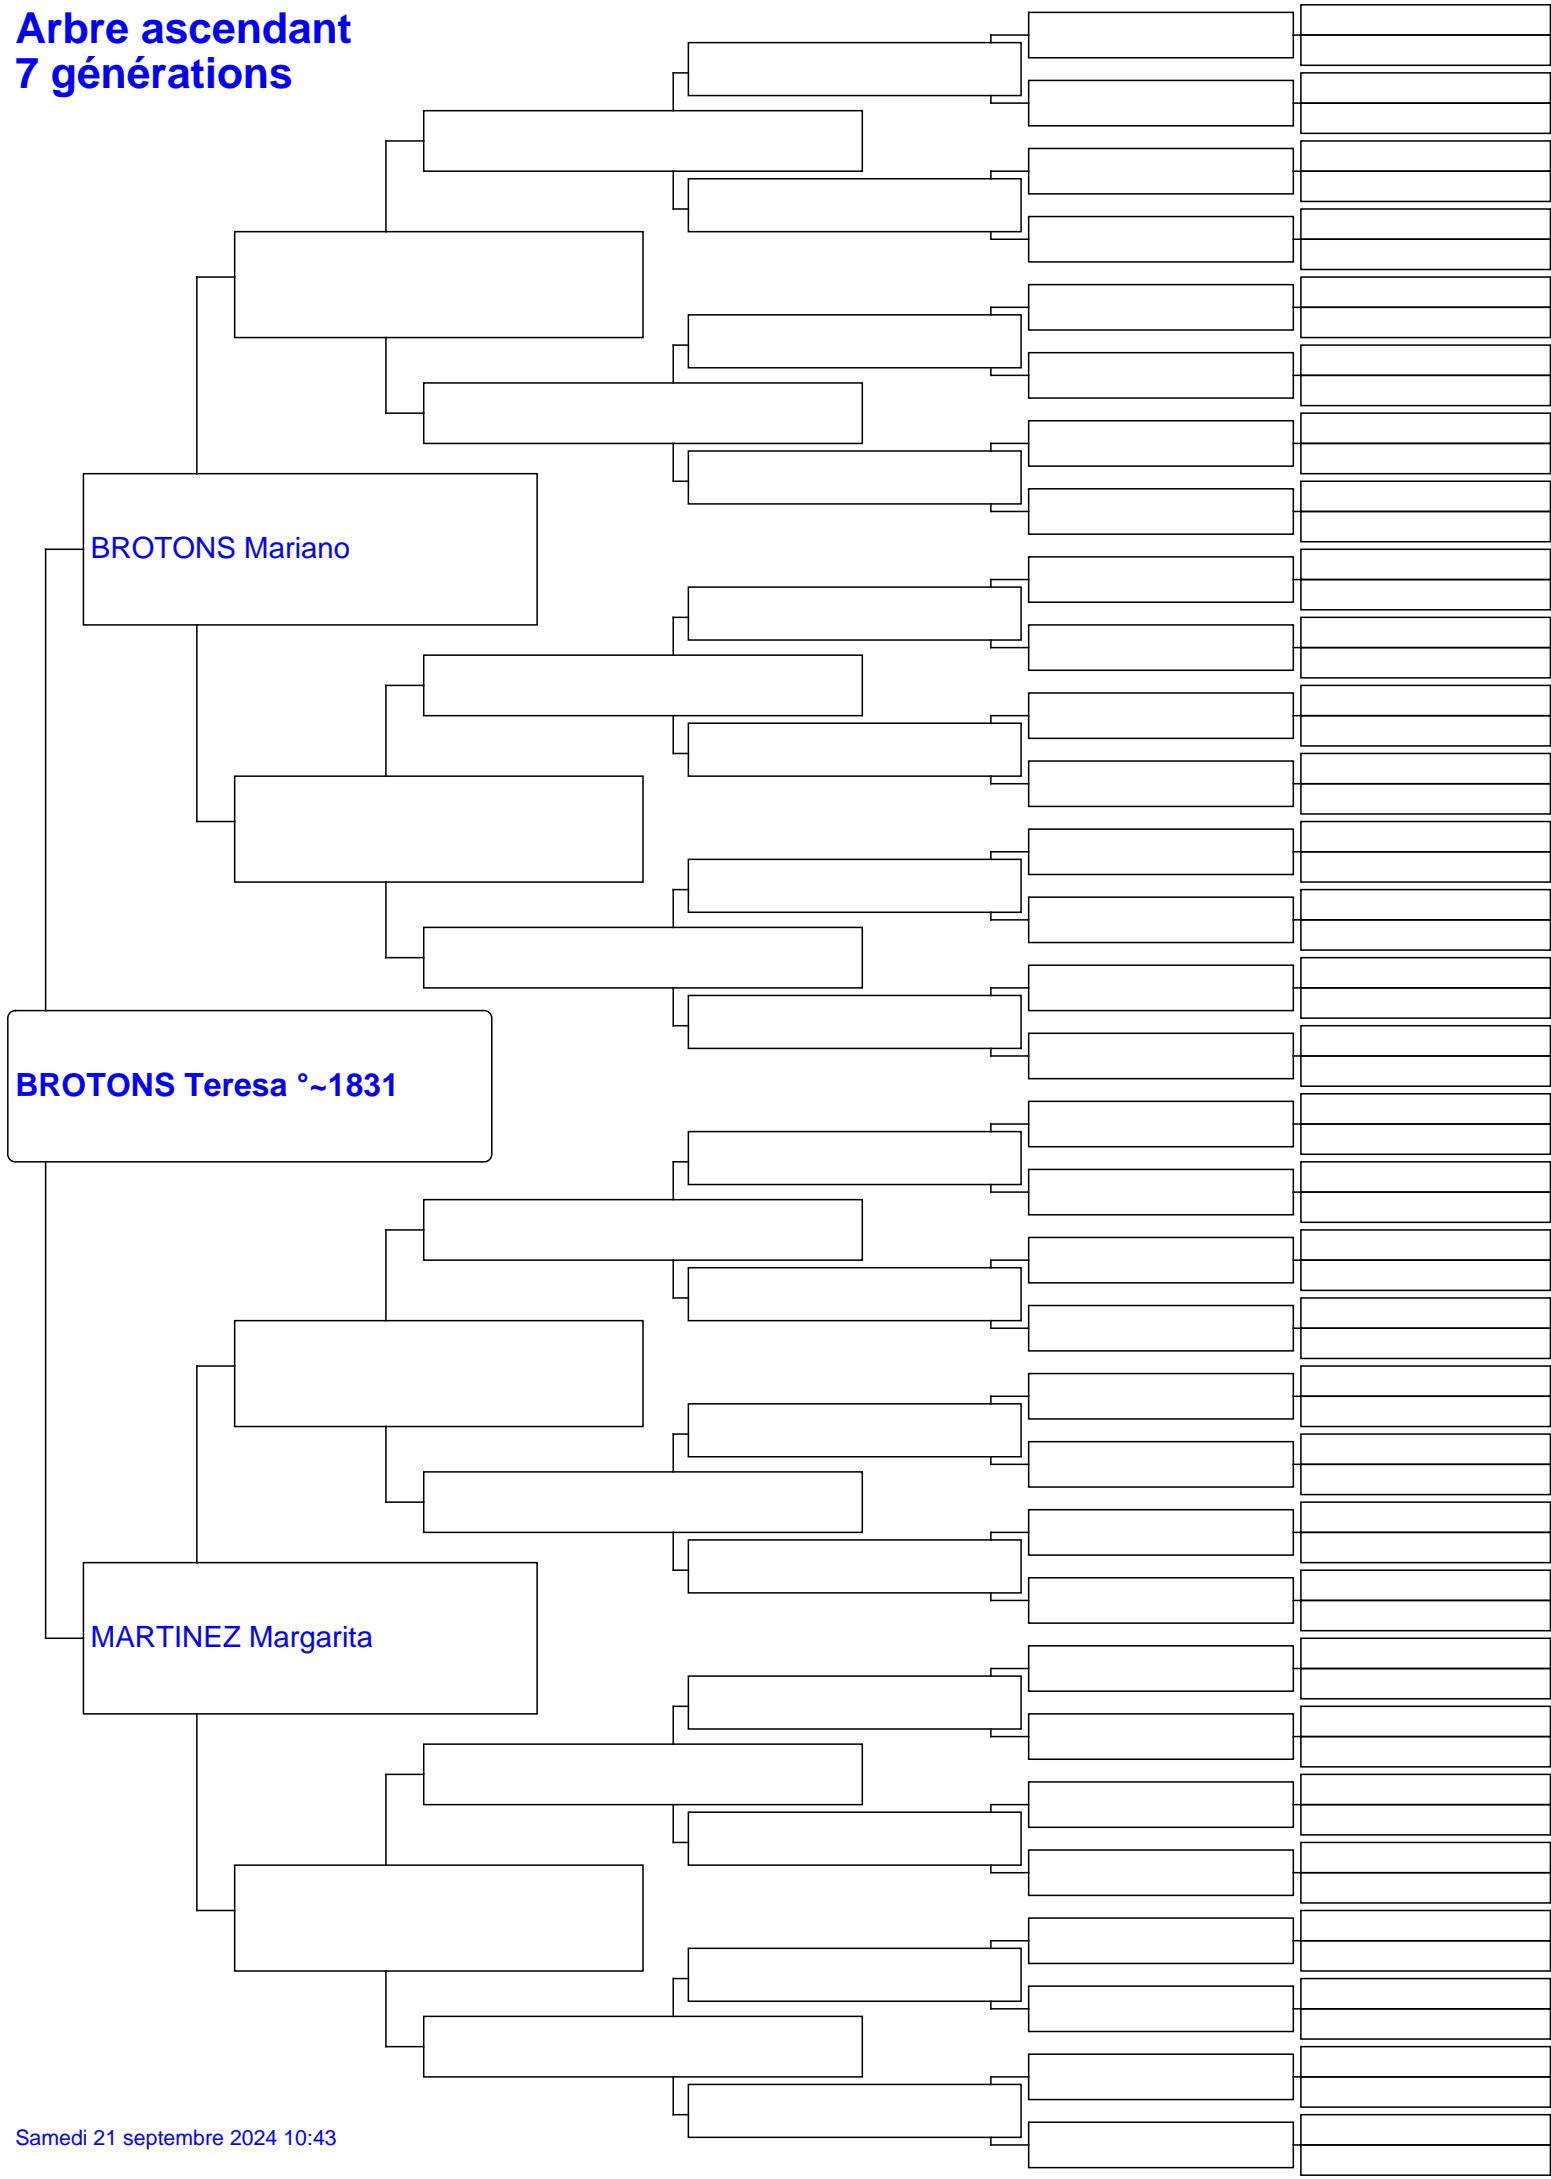 Arbre ascendant
7 générations
BROTONS Mariano
BROTONS Teresa °~1831
MARTINEZ Margarita
Samedi 21 septembre 2024 10:43